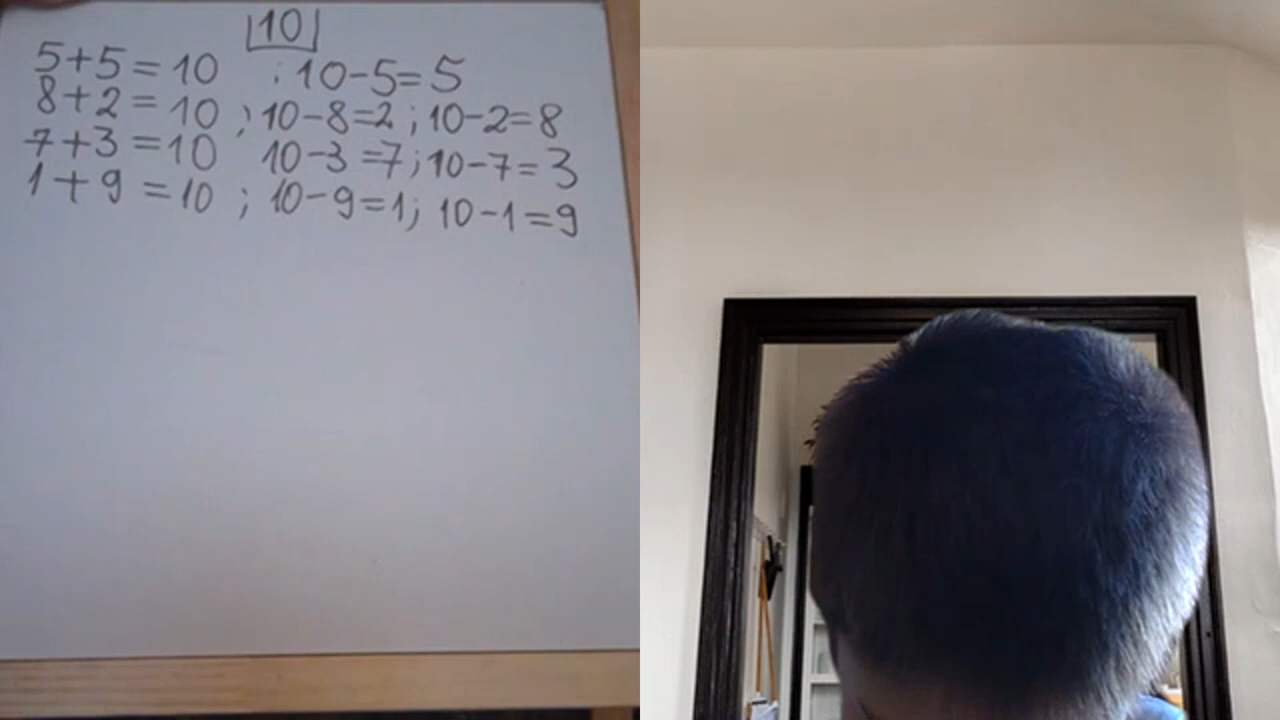 10
5+5=10 ; 10-5=5
8+2=10 ; 10-8=2 ; 10-2=8
7+3=10 10-3=7 ; 10-7=3
1+9=10 ; 10-9=1 ; 10-1=9